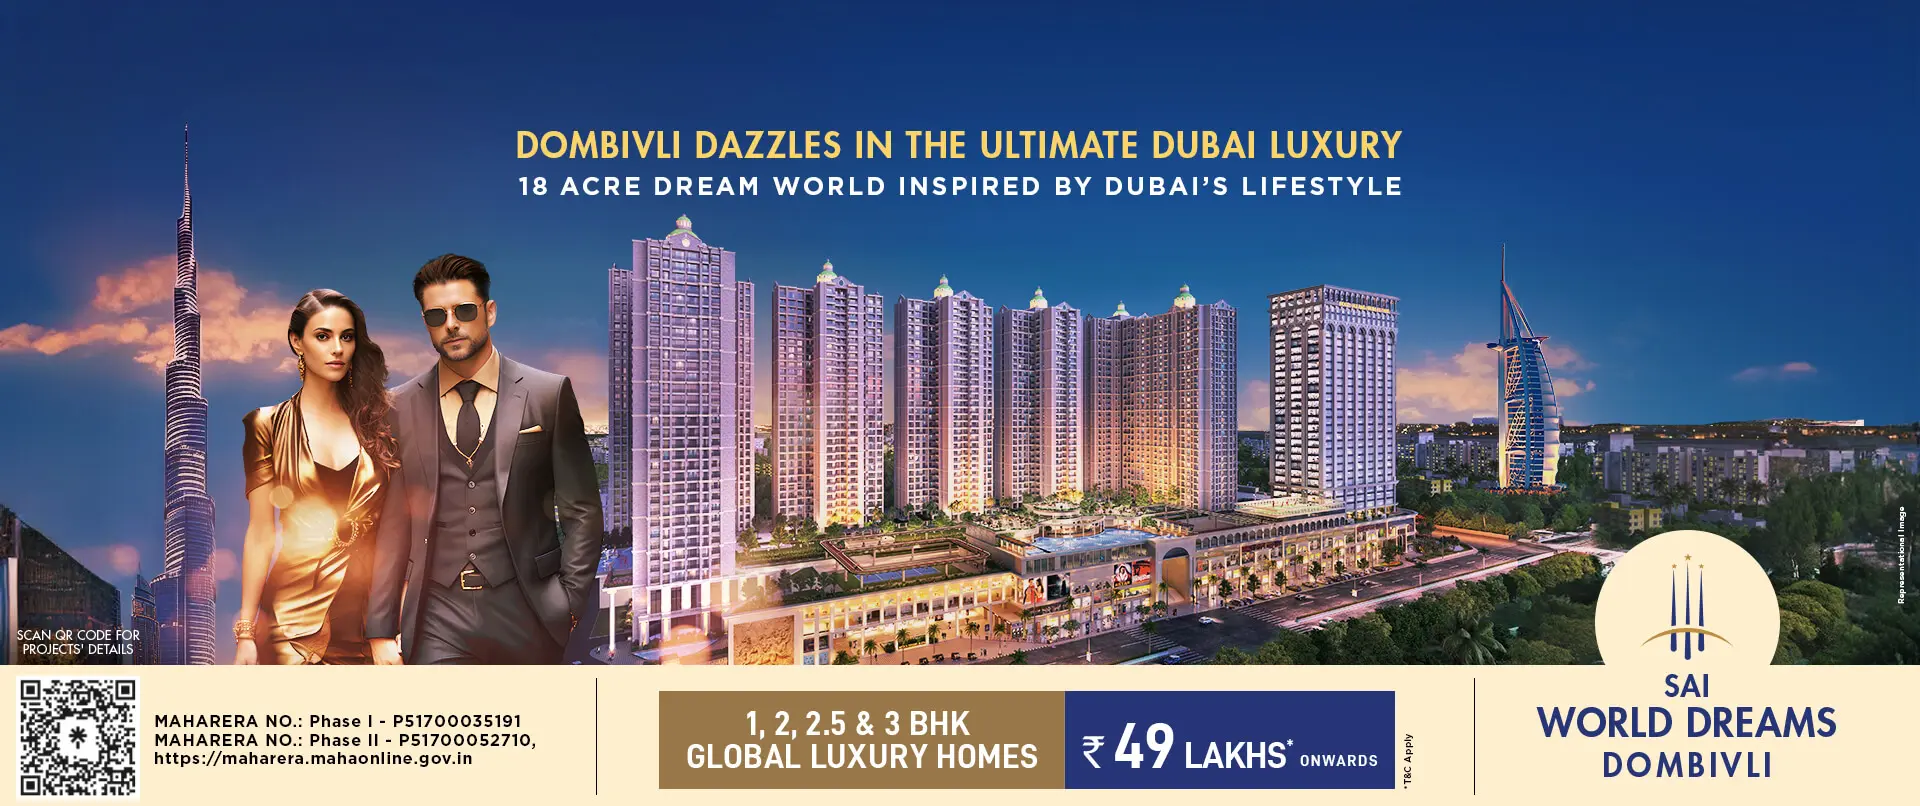 DOMBIVLI DAZZLES IN THE ULTIMATE DUBAI LUXURY
18 ACRE DREAM WORLD INSPIRED BY DUBAI'S LIFESTYLE
Representational Image
SCAN QR CODE FOR
PROJECTS' DETAILS
MAHARERA NO.: Phase I - P51700035191
MAHARERA NO.: Phase II - P51700052710,
https://maharera.mahaonline.gov.in
1, 2, 2.5 & 3 BHK
GLOBAL LUXURY HOMES
₹ 49 LAKHS* ONWARDS
*T&C Apply
SAI
WORLD DREAMS
DOMBIVLI